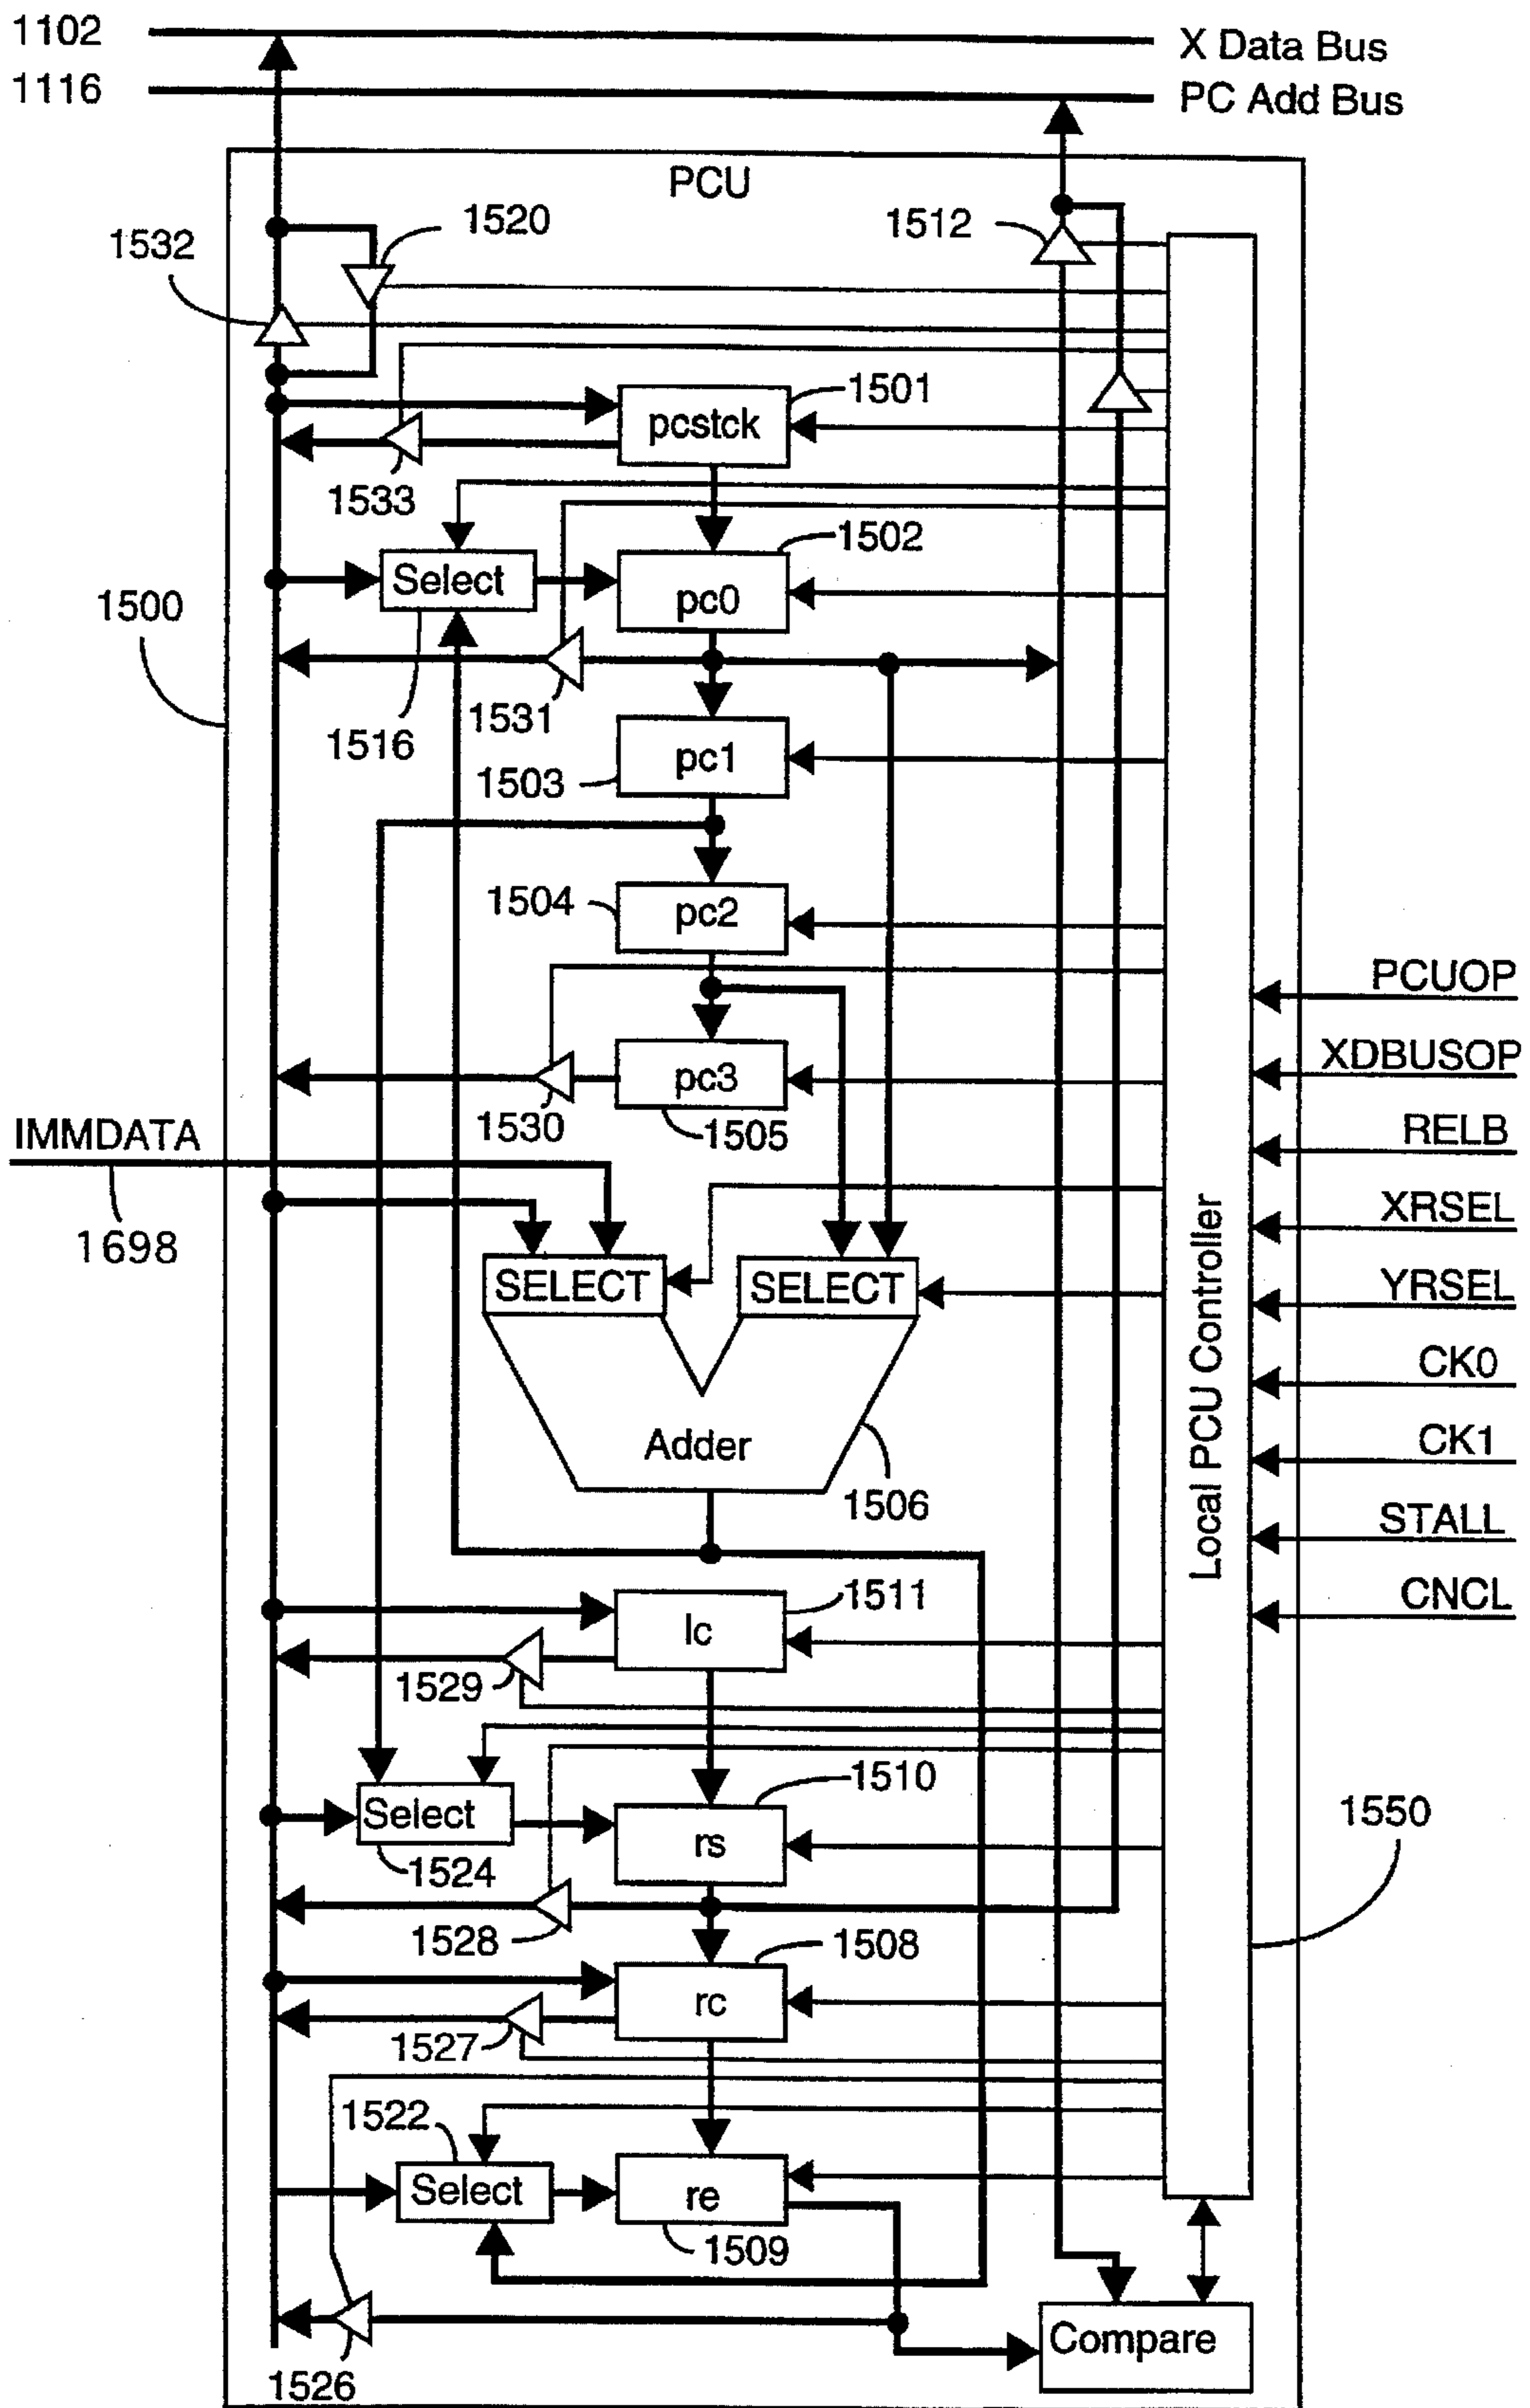 1102
X Data Bus
1116
PC Add Bus
PCU
1520
1512
1532
1501
pcstck
1533
1502
Select
pc0
1500
1531
1516
pc1
1503
1504
pc2
PCUOP
XDBUSOP
pc3
1530
1505
IMMDATA
RELB
1698
XRSEL
SELECT
SELECT
YRSEL
Local PCU Controller
CK0
Adder
CK1
1506
STALL
1511
CNCL
lc
1529
1510
Select
1550
rs
1524
1528
1508
rc
1527
1522
Select
re
1509
Compare
1526